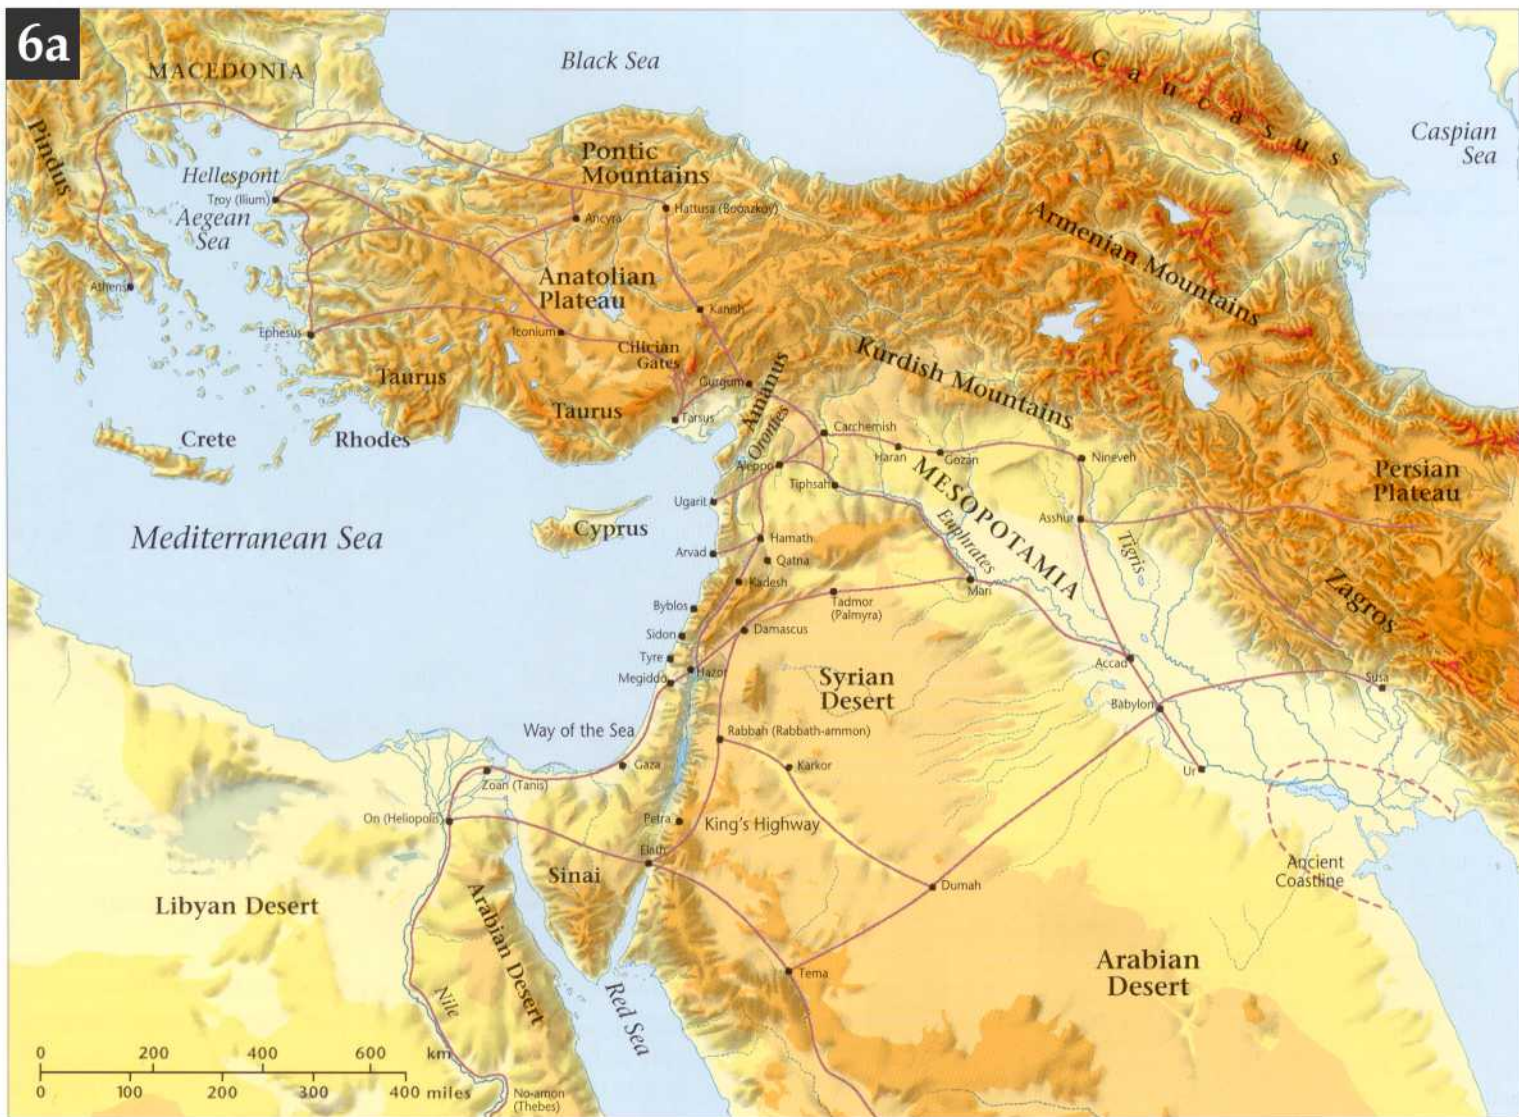 6a
MACEDONIA
Black Sea
Caucasus
Caspian
Sea
Pindus
Hellespont
Troy (Ilium)
Aegean
Sea
Pontic
Mountains
Ancyra
Hattusa (Booazkoy)
Armenian Mountains
Athens
Anatolian
Plateau
Kanish
Ephesus
Iconium
Cilician
Gates
Kurdish Mountains
Taurus
Taurus
Gurgum
Amanus
Orontes
Tarsus
Crete
Rhodes
Carchemish
Haran
Gozan
Nineveh
Aleppo
Tiphsah
MESOPOTAMIA
Persian
Plateau
Ugarit
Mediterranean Sea
Cyprus
Asshur
Euphrates
Tigris
Arvad
Hamath
Qatna
Kadesh
Zagros
Byblos
Tadmor
(Palmyra)
Mari
Sidon
Damascus
Tyre
Hazor
Megiddo
Syrian
Desert
Accad
Susa
Babylon
Way of the Sea
Rabbah (Rabbath-ammon)
Gaza
Karkor
Ur
Zoan (Tanis)
On (Heliopolis)
Petra
King's Highway
Elath
Sinai
Ancient
Coastline
Dumah
Libyan Desert
Arabian Desert
Tema
Arabian
Desert
Nile
Red Sea
0 200 400 600 km
0 100 200 300 400 miles
No-amon
(Thebes)